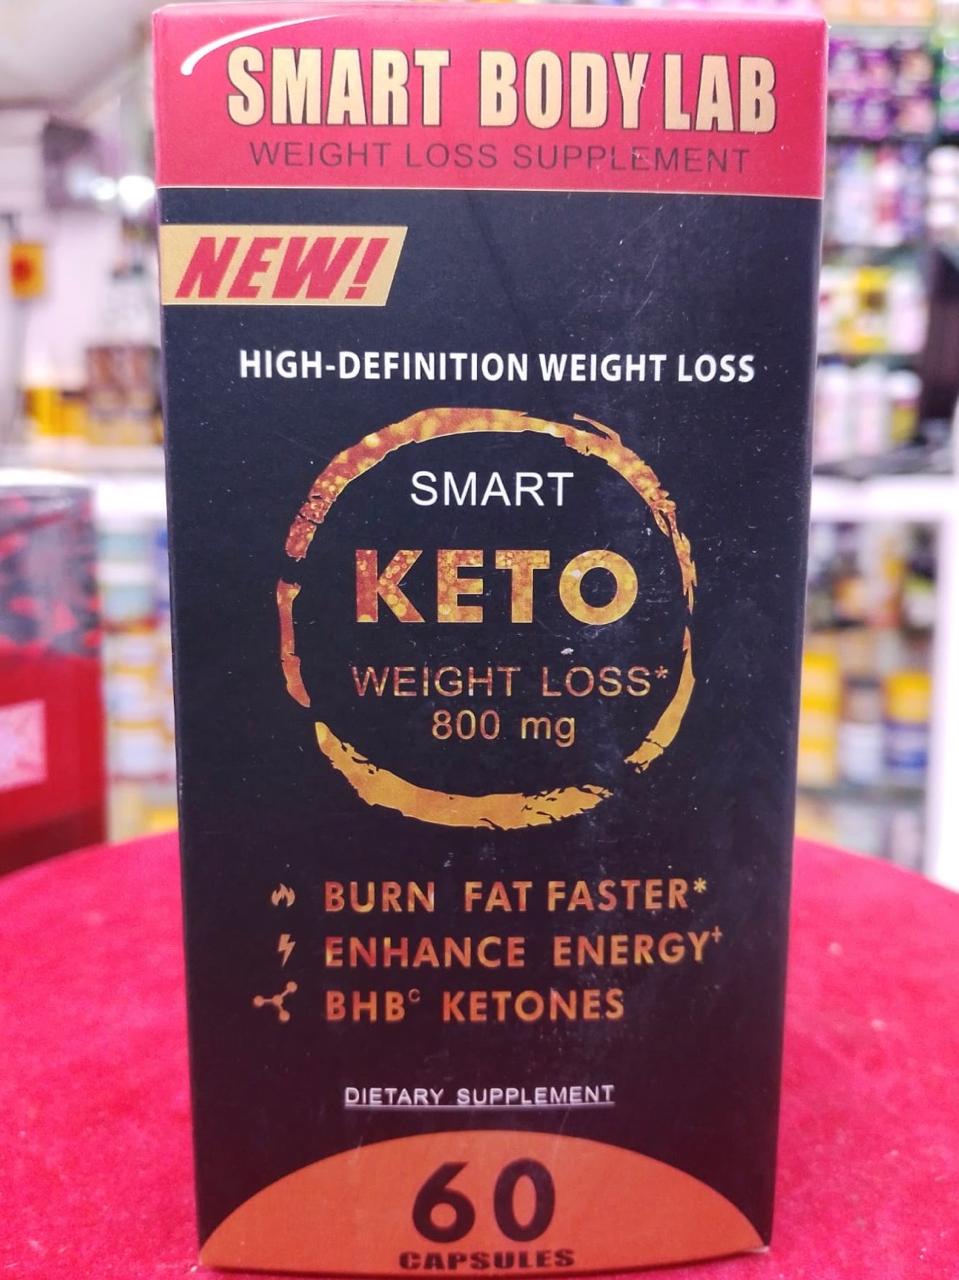 SMART BODY LAB
WEIGHT LOSS SUPPLEMENT
NEW!
HIGH-DEFINITION WEIGHT LOSS
SMART
KETO
WEIGHT LOSS*
800 mg
BURN FAT FASTER*
ENHANCE ENERGY†
BHBᶜ KETONES
DIETARY SUPPLEMENT
60
CAPSULES